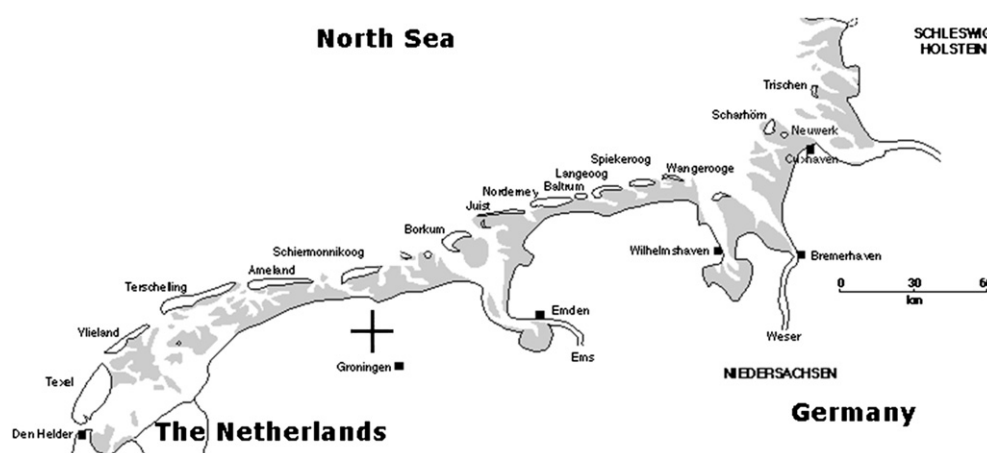 North Sea
SCHLESWIG
HOLSTEIN
Trischen
Scharhörn
Neuwerk
Cuxhaven
Spiekeroog
Wangerooge
Langeoog
Baltrum
Norderney
Juist
Borkum
Schiermonnikoog
Ameland
Terschelling
Vlieland
Texel
Den Helder
Groningen
Emden
Ems
Wilhelmshaven
Bremerhaven
Weser
0 30 60
km
NIEDERSACHSEN
Germany
The Netherlands